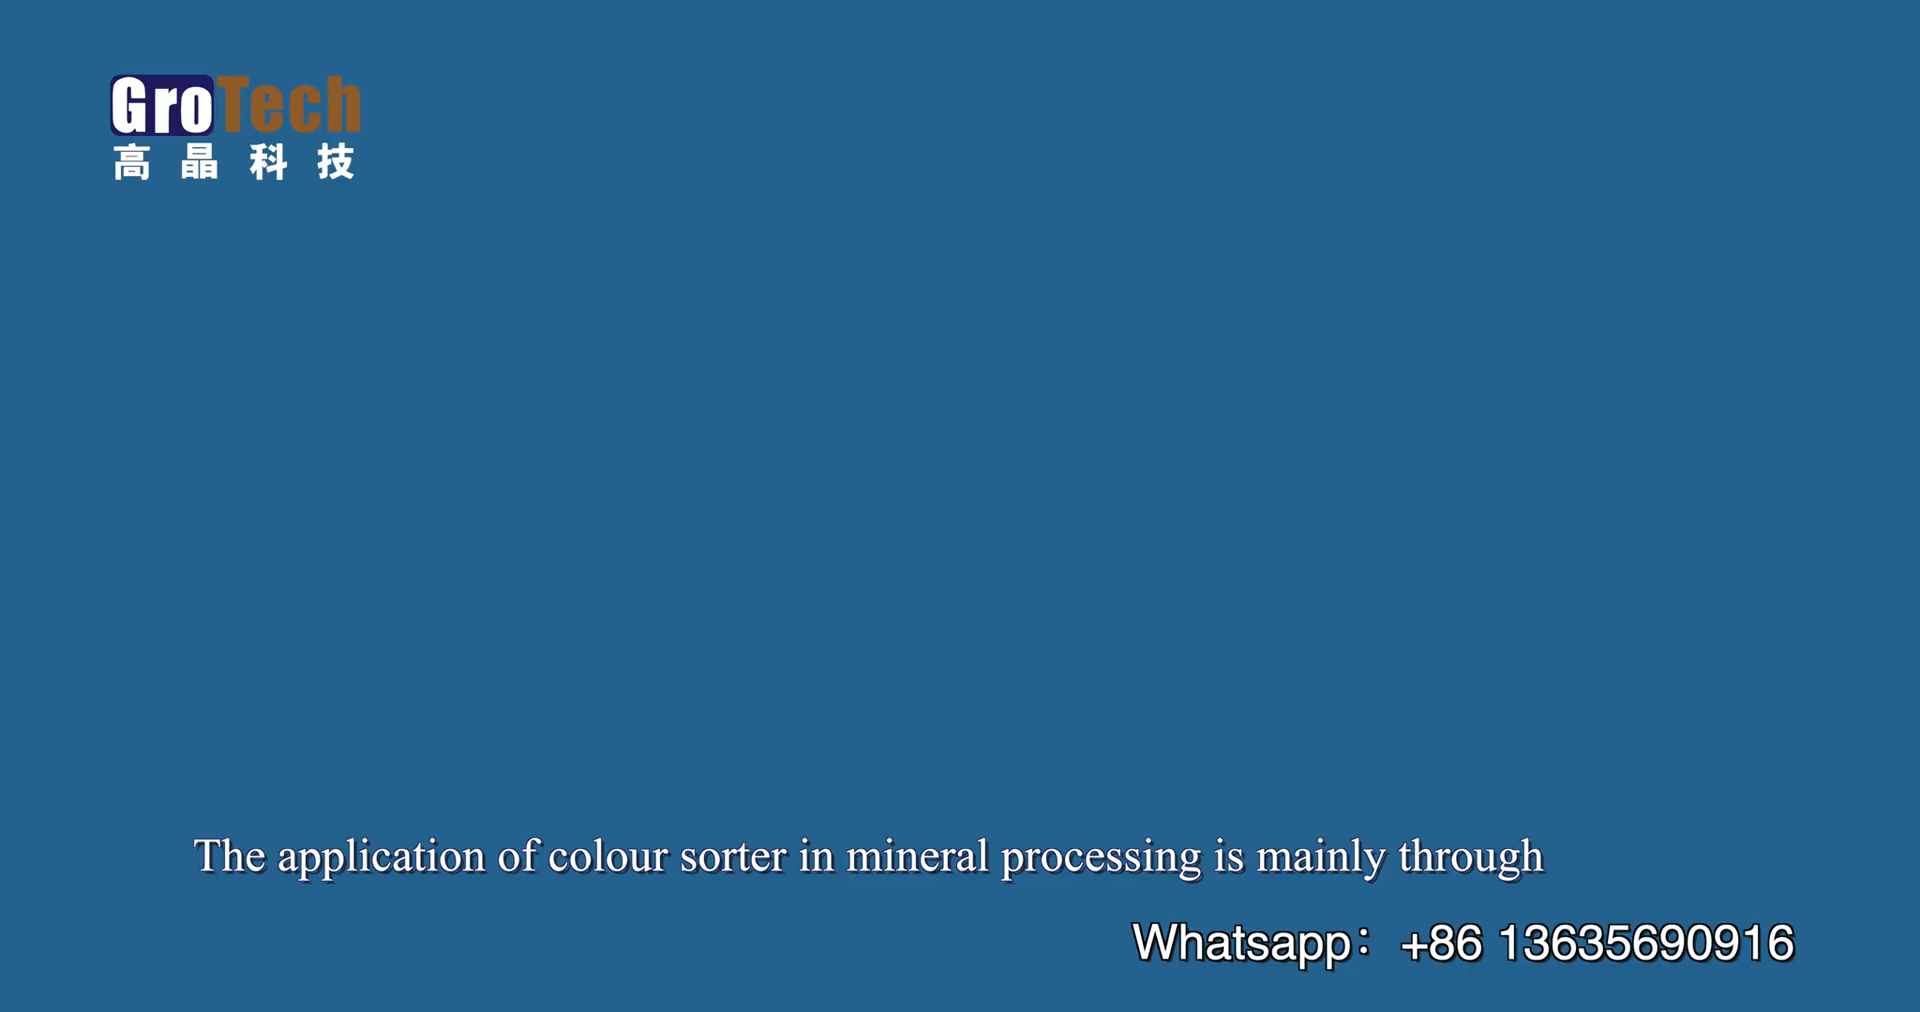 GroTech
高晶科技
The application of colour sorter in mineral processing is mainly through
Whatsapp：+86 13635690916